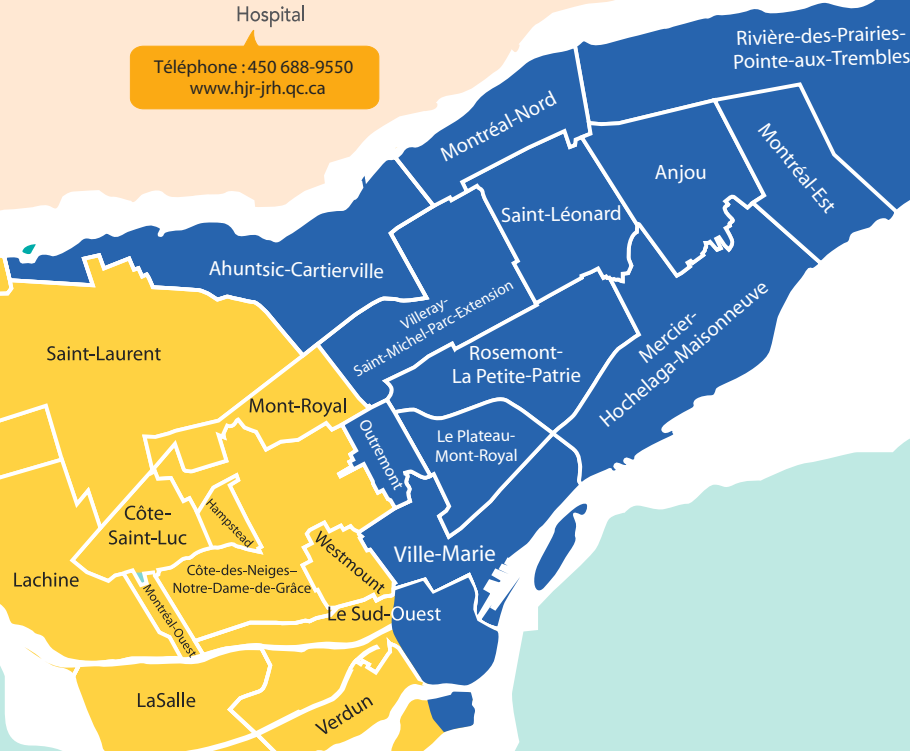 Hospital
Téléphone : 450 688-9550
www.hjr-jrh.qc.ca
Rivière-des-Prairies-
Pointe-aux-Trembles
Montréal-Nord
Anjou
Montréal-Est
Saint-Léonard
Ahuntsic-Cartierville
Villeray-
Saint-Michel-Parc-Extension
Mercier-
Hochelaga-Maisonneuve
Saint-Laurent
Rosemont-
La Petite-Patrie
Mont-Royal
Outremont
Le Plateau-
Mont-Royal
Côte-
Saint-Luc
Hampstead
Ville-Marie
Westmount
Lachine
Côte-des-Neiges–
Notre-Dame-de-Grâce
Montréal-Ouest
Le Sud-Ouest
LaSalle
Verdun